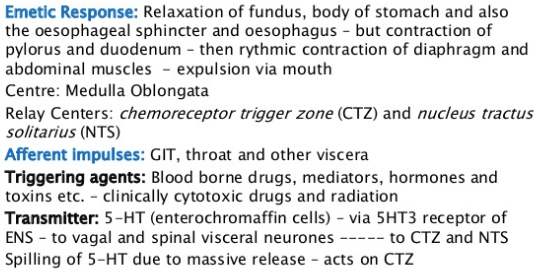 Emetic Response: Relaxation of fundus, body of stomach and also
the oesophageal sphincter and oesophagus – but contraction of
pylorus and duodenum – then rythmic contraction of diaphragm and
abdominal muscles – expulsion via mouth
Centre: Medulla Oblongata
Relay Centers: chemoreceptor trigger zone (CTZ) and nucleus tractus
solitarius (NTS)
Afferent impulses: GIT, throat and other viscera
Triggering agents: Blood borne drugs, mediators, hormones and
toxins etc. – clinically cytotoxic drugs and radiation
Transmitter: 5-HT (enterochromaffin cells) – via 5HT3 receptor of
ENS – to vagal and spinal visceral neurones ----- to CTZ and NTS
Spilling of 5-HT due to massive release – acts on CTZ